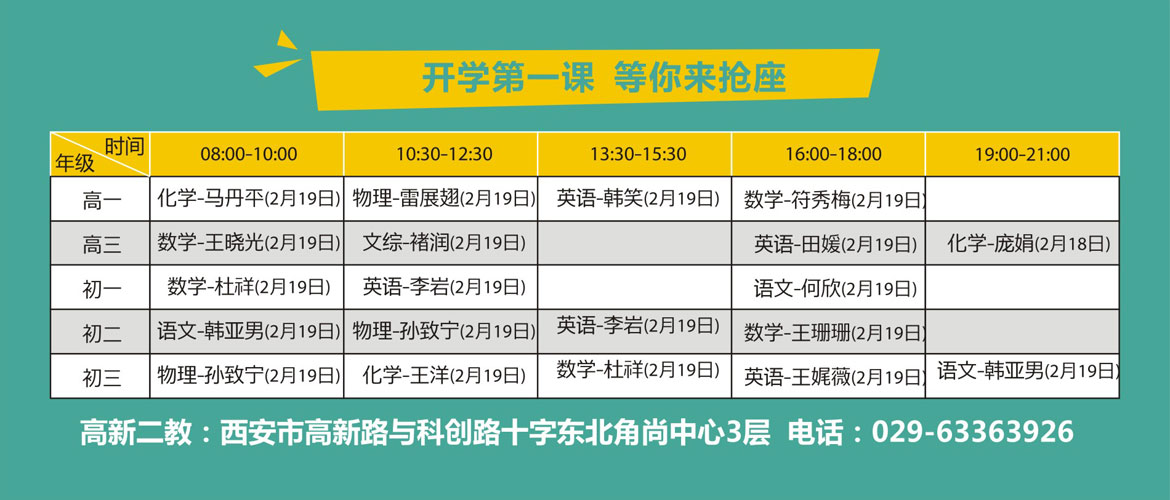 开学第一课 等你来抢座
时间
年级
08:00-10:00 10:30-12:30 13:30-15:30 16:00-18:00 19:00-21:00
高一 化学-马丹平(2月19日) 物理-雷展翅(2月19日) 英语-韩笑(2月19日) 数学-符秀梅(2月19日)
高三 数学-王晓光(2月19日) 文综-褚润(2月19日) 英语-田媛(2月19日) 化学-庞娟(2月18日)
初一 数学-杜祥(2月19日) 英语-李岩(2月19日) 语文-何欣(2月19日)
初二 语文-韩亚男(2月19日) 物理-孙致宁(2月19日) 英语-李岩(2月19日) 数学-王珊珊(2月19日)
初三 物理-孙致宁(2月19日) 化学-王洋(2月19日) 数学-杜祥(2月19日) 英语-王娓薇(2月19日) 语文-韩亚男(2月19日)
高新二教：西安市高新路与科创路十字东北角尚中心3层 电话：029-63363926